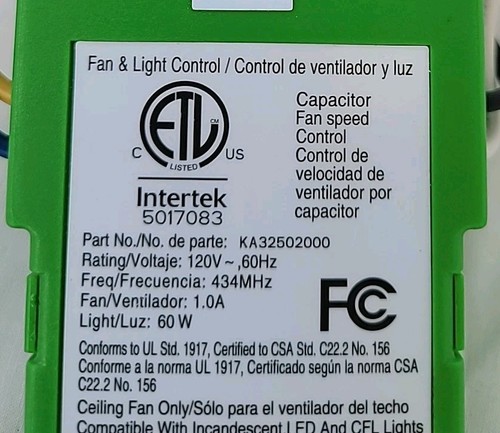 Fan & Light Control / Control de ventilador y luz
ETL CM
C US
LISTED
Intertek
5017083
Capacitor
Fan speed
Control
Control de
velocidad de
ventilador por
capacitor
Part No./No. de parte: KA32502000
Rating/Voltaje: 120V~,60Hz
Freq/Frecuencia: 434MHz
Fan/Ventilador: 1.0A
Light/Luz: 60 W
FC
Conforms to UL Std. 1917, Certified to CSA Std. C22.2 No. 156
Conforme a la norma UL 1917, Certificado según la norma CSA
C22.2 No. 156
Ceiling Fan Only/Sólo para el ventilador del techo
Compatible With Incandescent LED And CFL Lights